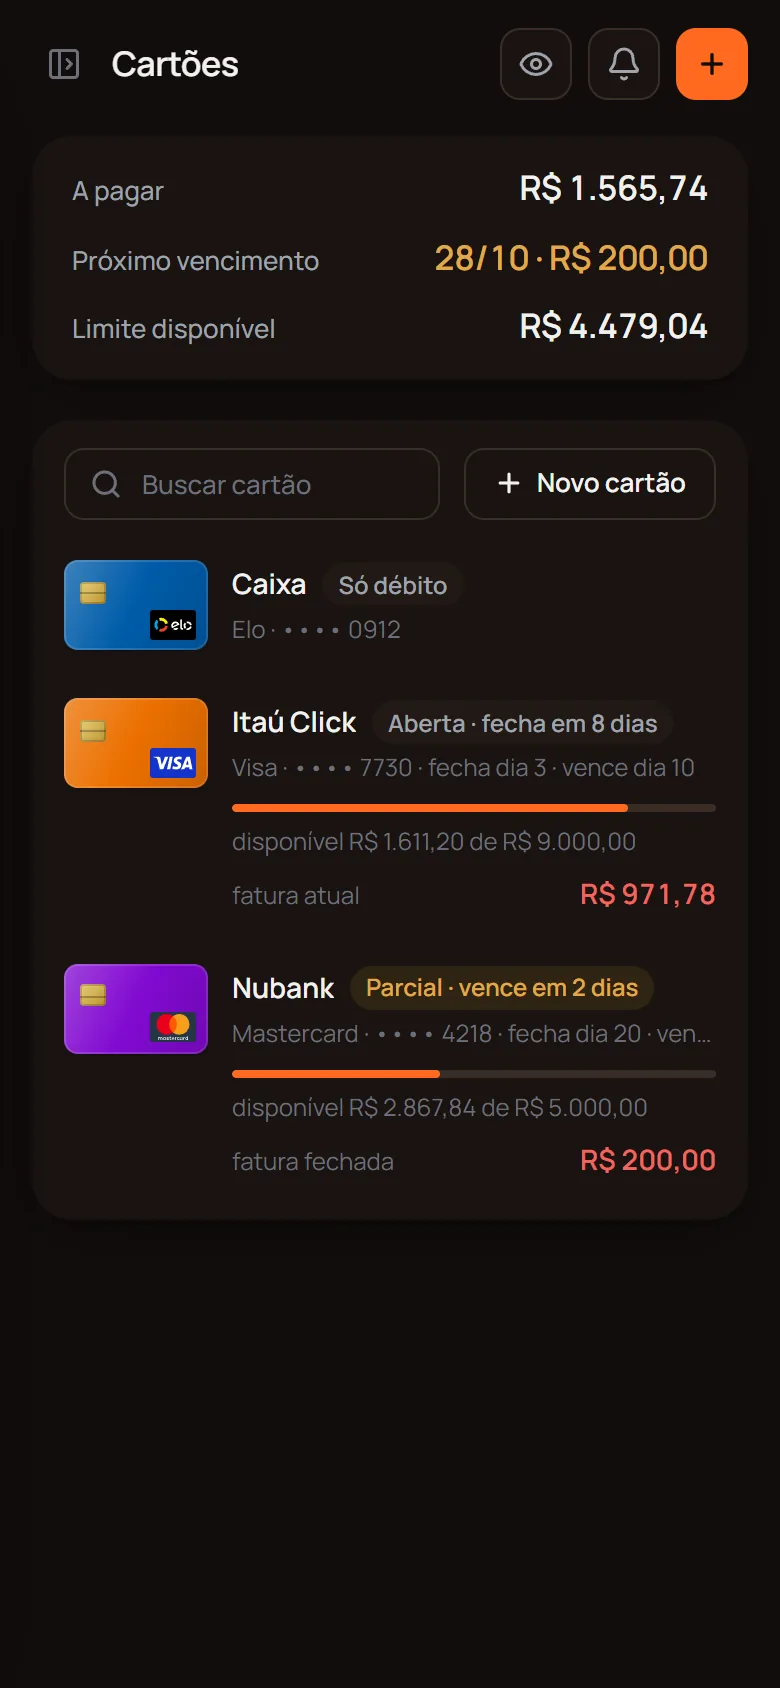 Cartões
A pagar R$ 1.565,74
Próximo vencimento 28/10 · R$ 200,00
Limite disponível R$ 4.479,04
Buscar cartão + Novo cartão
Caixa Só débito
elo
Elo · • • • • 0912
Itaú Click Aberta · fecha em 8 dias
VISA
Visa · • • • • 7730 · fecha dia 3 · vence dia 10
disponível R$ 1.611,20 de R$ 9.000,00
fatura atual R$ 971,78
Nubank Parcial · vence em 2 dias
mastercard
Mastercard · • • • • 4218 · fecha dia 20 · ven...
disponível R$ 2.867,84 de R$ 5.000,00
fatura fechada R$ 200,00